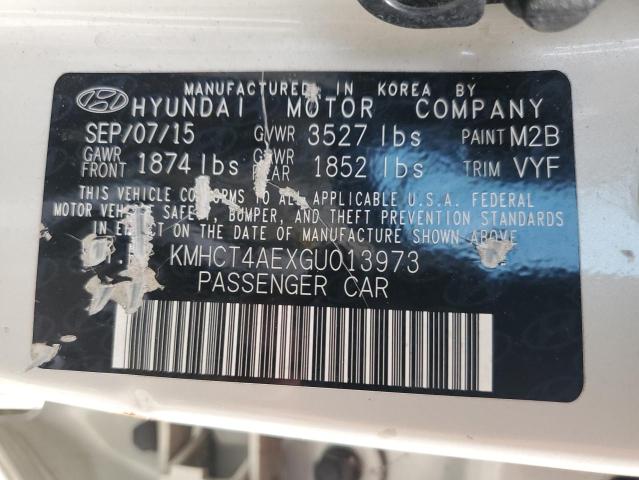 MANUFACTURED IN KOREA BY
HYUNDAI MOTOR COMPANY
SEP/07/15 GVWR 3527 lbs PAINT M2B
GAWR FRONT 1874 lbs GAWR REAR 1852 lbs TRIM VYF
THIS VEHICLE CONFORMS TO ALL APPLICABLE U.S.A. FEDERAL
MOTOR VEHICLE SAFETY, BUMPER, AND THEFT PREVENTION STANDARDS
IN EFFECT ON THE DATE OF MANUFACTURE SHOWN ABOVE.
KMHCT4AEXGU013973
PASSENGER CAR